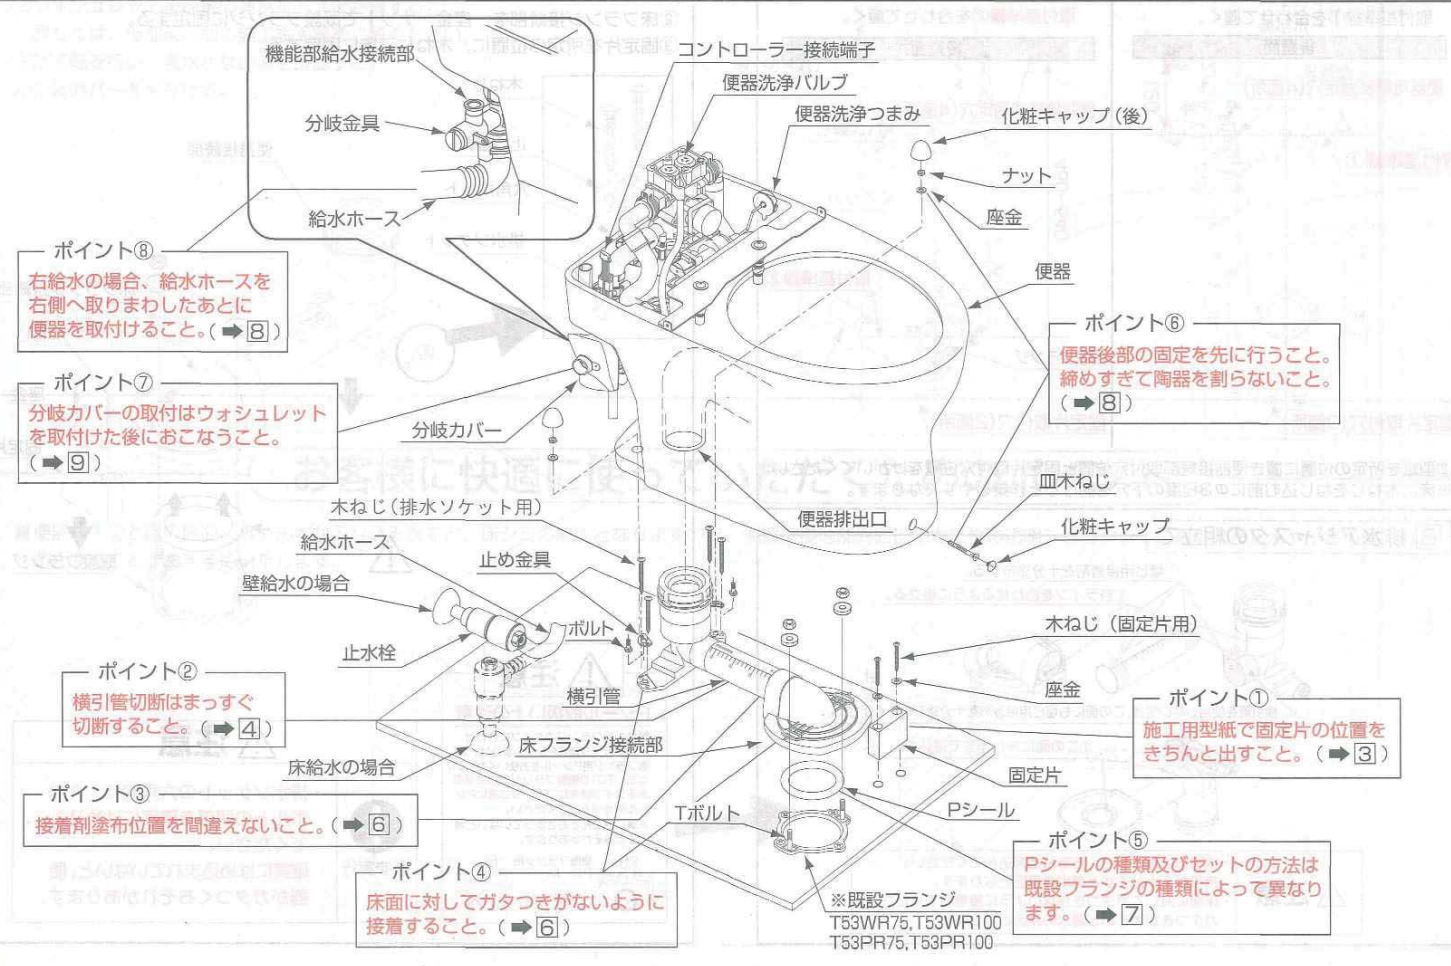 機能部給水接続部
分岐金具
給水ホース
コントローラー接続端子
便器洗浄バルブ
便器洗浄つまみ
化粧キャップ(後)
ナット
座金
便器
ポイント⑧
右給水の場合、給水ホースを
右側へ取りまわしたあとに
便器を取付けること。(➡8)
ポイント⑦
分岐カバーの取付はウォシュレット
を取付けた後におこなうこと。
(➡9)
分岐カバー
ポイント⑥
便器後部の固定を先に行うこと。
締めすぎて陶器を割らないこと。
(➡8)
便器排出口
皿木ねじ
化粧キャップ
木ねじ(排水ソケット用)
給水ホース
止め金具
壁給水の場合
ボルト
止水栓
横引管
木ねじ(固定片用)
座金
ポイント②
横引管切断はまっすぐ
切断すること。(➡4)
床フランジ接続部
床給水の場合
ポイント①
施工用型紙で固定片の位置を
きちんと出すこと。(➡3)
固定片
Pシール
Tボルト
ポイント③
接着剤塗布位置を間違えないこと。(➡6)
ポイント④
床面に対してガタつきがないように
接着すること。(➡6)
ポイント⑤
Pシールの種類及びセットの方法は
既設フランジの種類によって異なり
ます。(➡7)
※既設フランジ
T53WR75,T53WR100
T53PR75,T53PR100